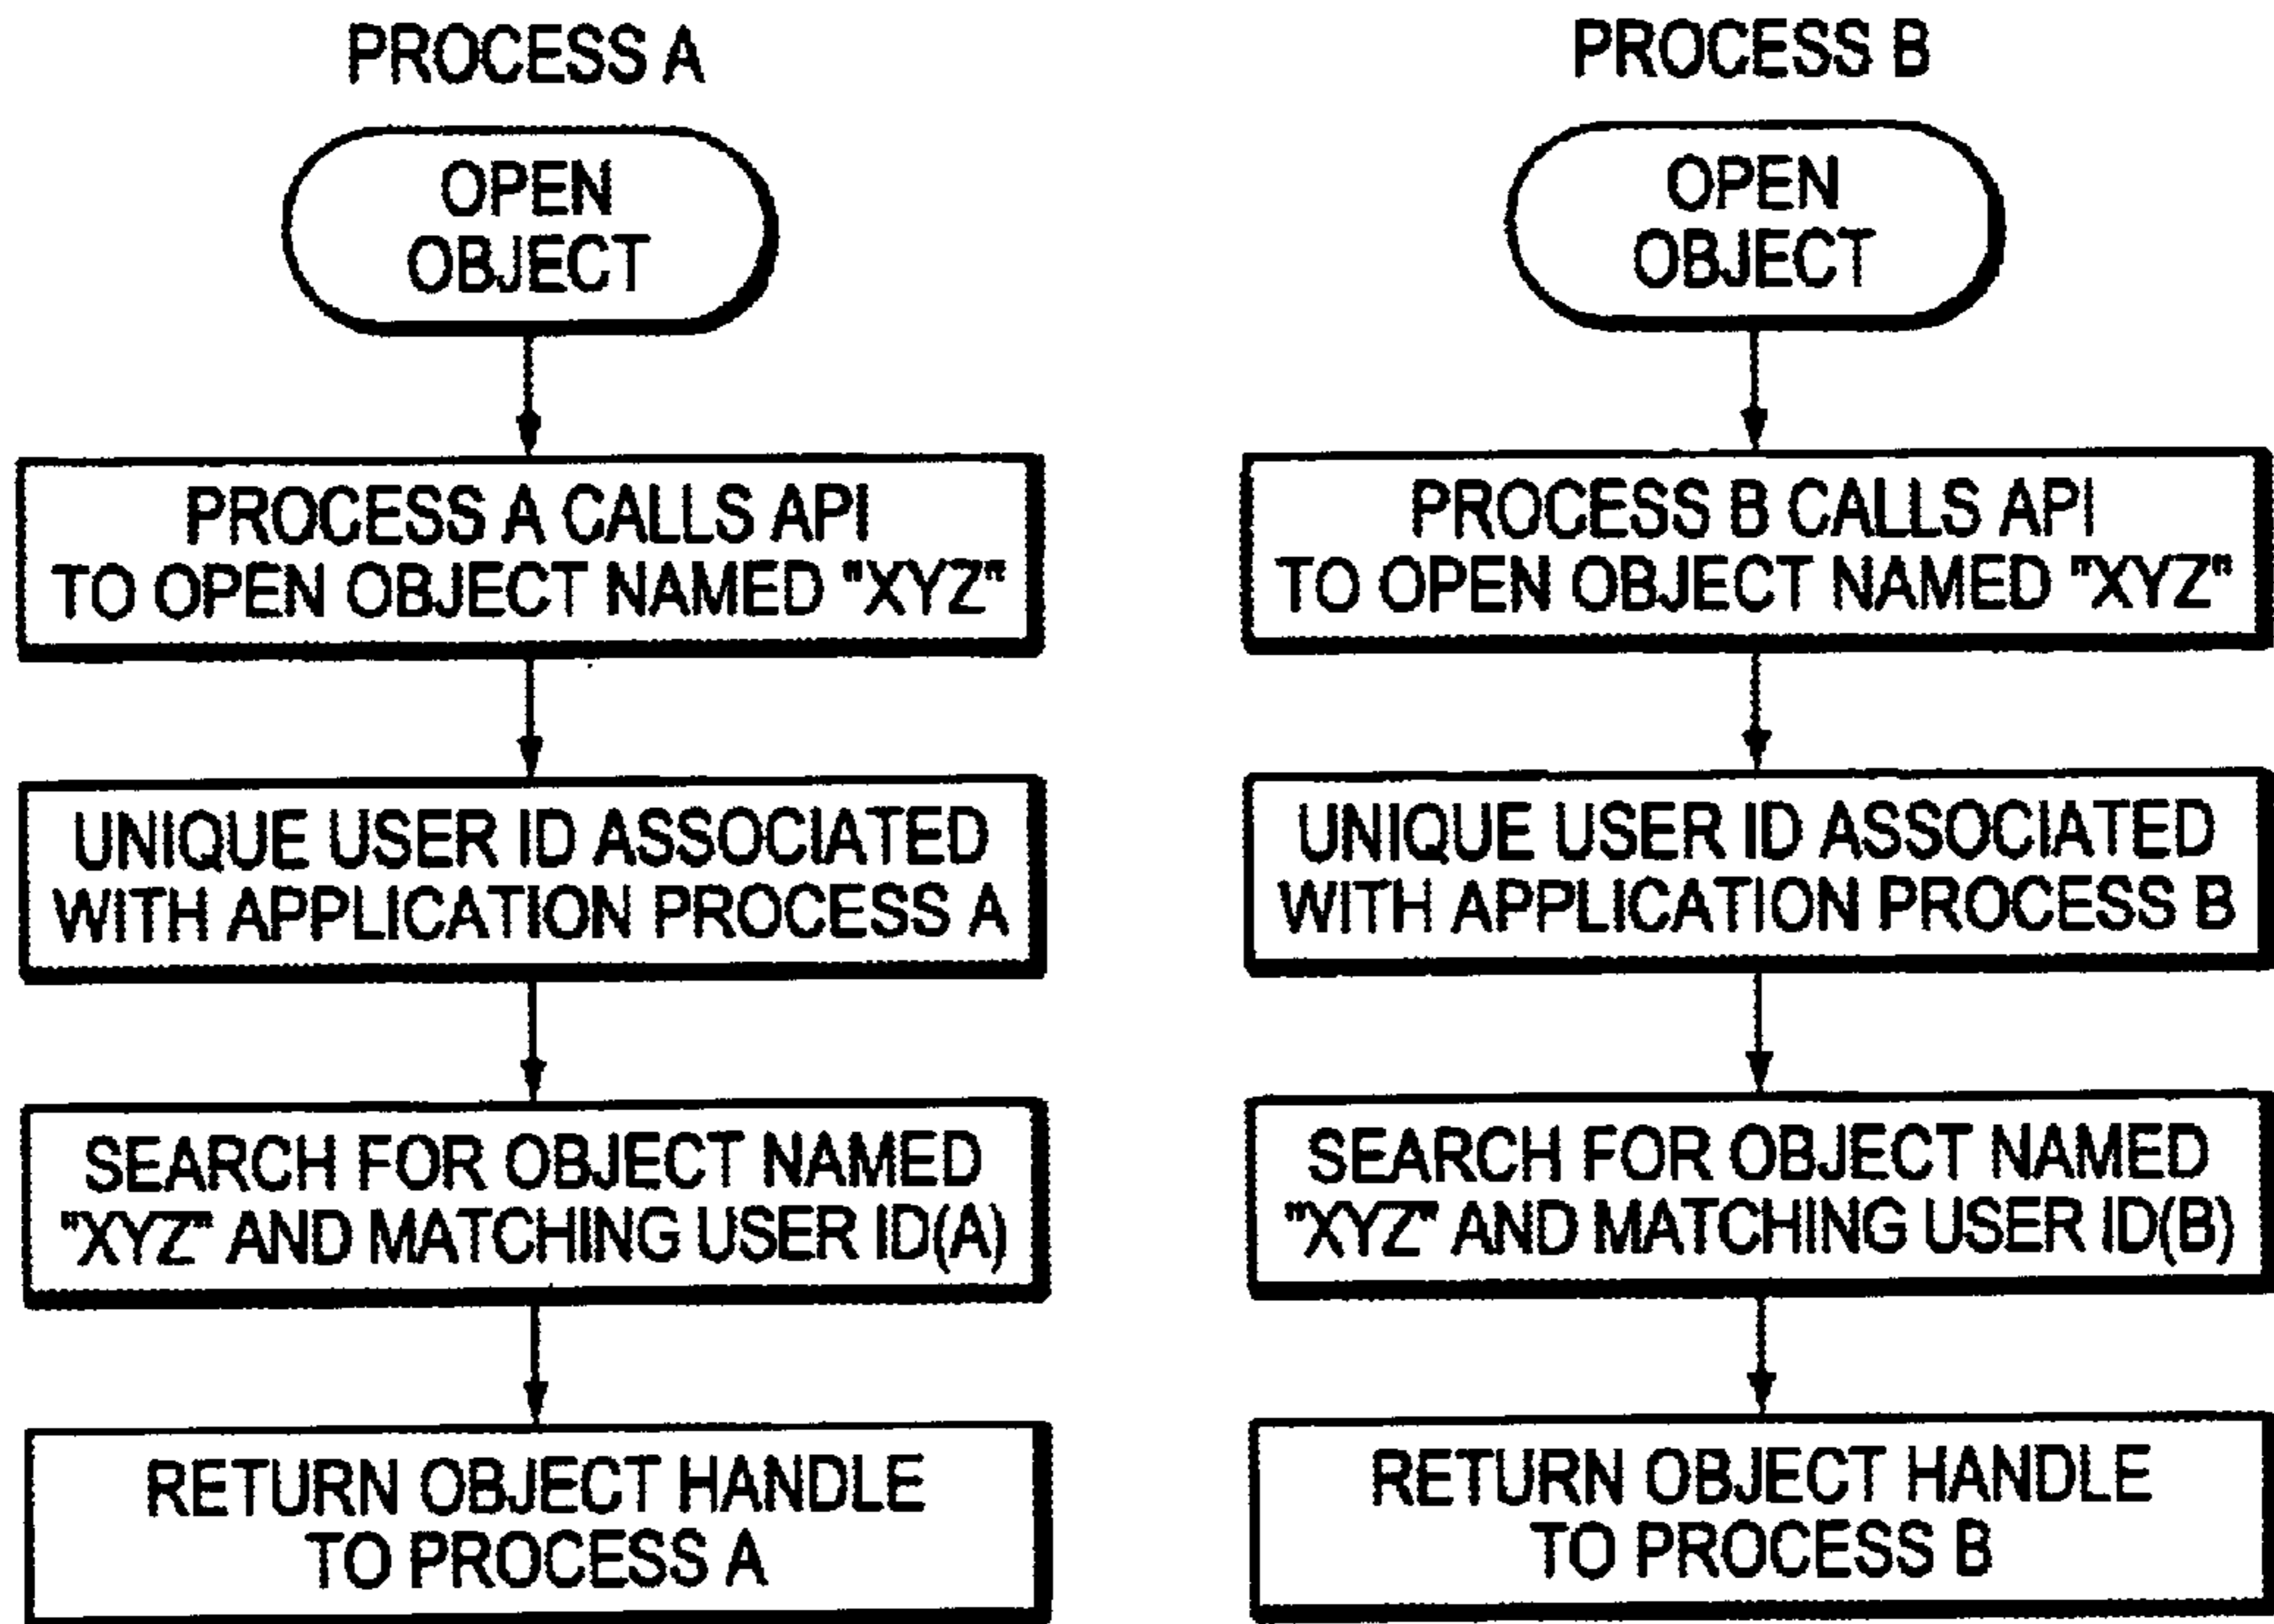 PROCESS A
OPEN
OBJECT
PROCESS A CALLS API
TO OPEN OBJECT NAMED "XYZ"
UNIQUE USER ID ASSOCIATED
WITH APPLICATION PROCESS A
SEARCH FOR OBJECT NAMED
"XYZ" AND MATCHING USER ID(A)
RETURN OBJECT HANDLE
TO PROCESS A
PROCESS B
OPEN
OBJECT
PROCESS B CALLS API
TO OPEN OBJECT NAMED "XYZ"
UNIQUE USER ID ASSOCIATED
WITH APPLICATION PROCESS B
SEARCH FOR OBJECT NAMED
"XYZ" AND MATCHING USER ID(B)
RETURN OBJECT HANDLE
TO PROCESS B